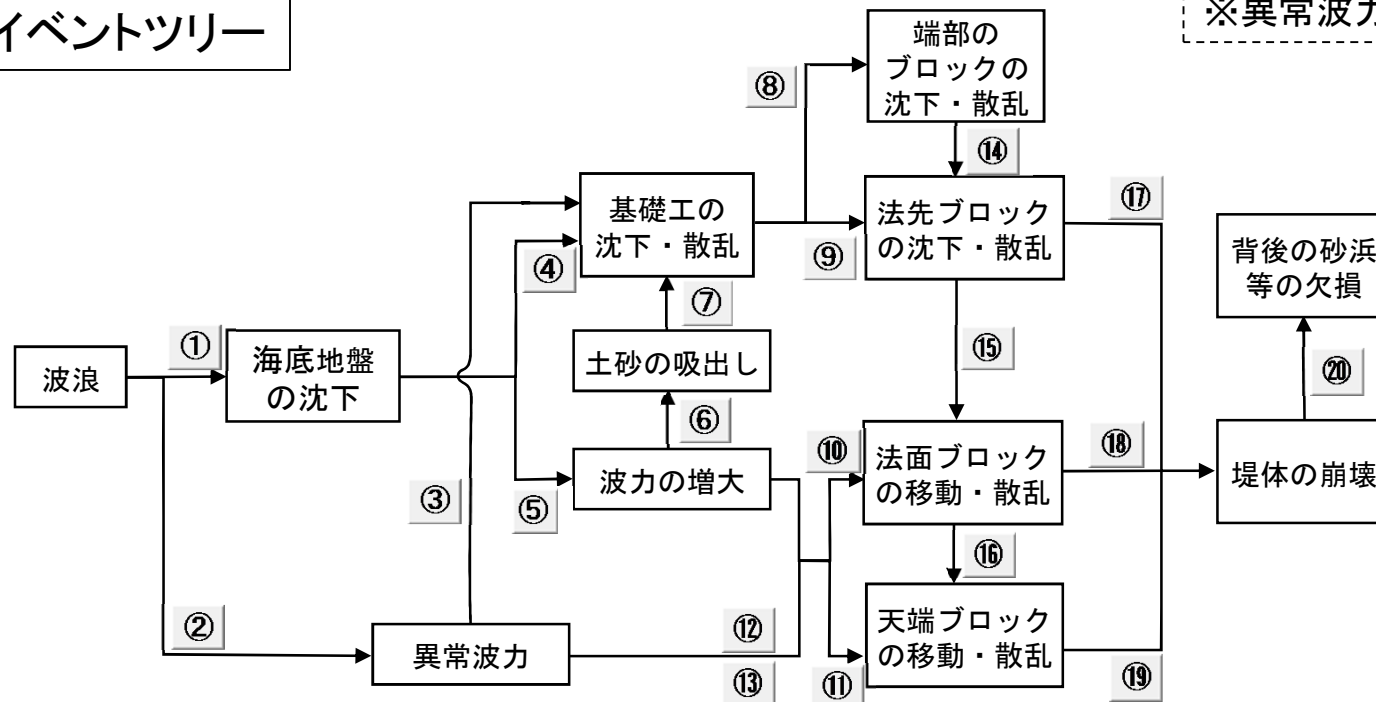 イベントツリー
※異常波力
端部の
ブロックの
沈下・散乱
⑧
⑭
基礎工の
沈下・散乱
法先ブロック
の沈下・散乱
⑰
背後の砂浜
等の欠損
④
⑨
⑦
①
海底地盤
の沈下
土砂の吸出し
⑮
波浪
⑳
⑥
⑩
法面ブロック
の移動・散乱
⑱
堤体の崩壊
波力の増大
③
⑤
⑯
②
異常波力
⑫
天端ブロック
の移動・散乱
⑬
⑪
⑲